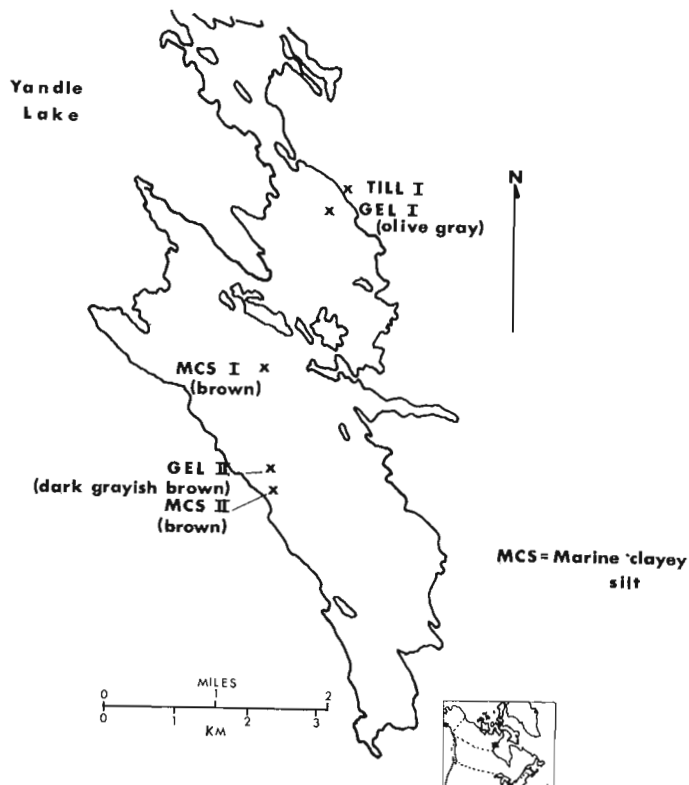 Yandle
Lake
N
TILL I
GEL I
(olive gray)
MCS I
(brown)
GEL II
(dark grayish brown)
MCS II
(brown)
MCS = Marine clayey
silt
MILES
0 1 2
0 1 2 3
KM